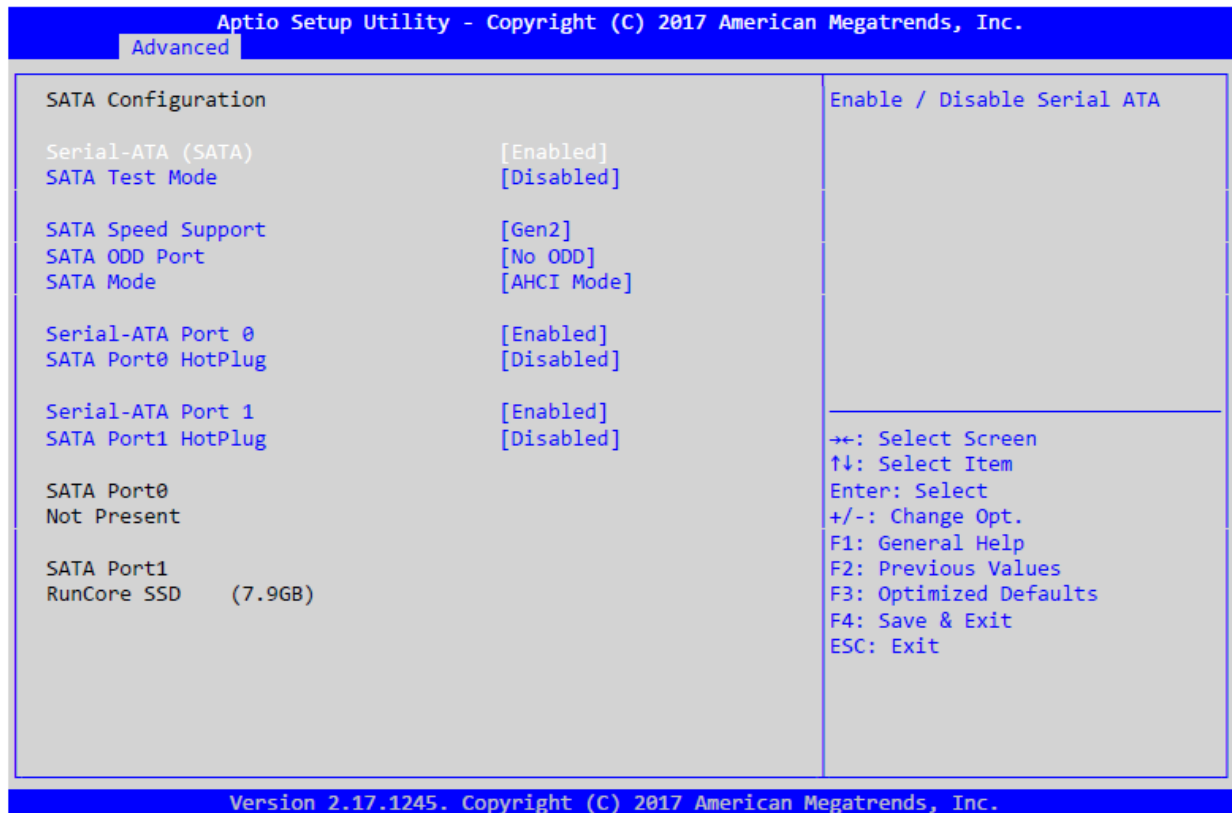 Aptio Setup Utility - Copyright (C) 2017 American Megatrends, Inc.
Advanced
SATA Configuration
Serial-ATA (SATA) [Enabled]
SATA Test Mode [Disabled]
SATA Speed Support [Gen2]
SATA ODD Port [No ODD]
SATA Mode [AHCI Mode]
Serial-ATA Port 0 [Enabled]
SATA Port0 HotPlug [Disabled]
Serial-ATA Port 1 [Enabled]
SATA Port1 HotPlug [Disabled]
SATA Port0
Not Present
SATA Port1
RunCore SSD (7.9GB)
Enable / Disable Serial ATA
→←: Select Screen
↑↓: Select Item
Enter: Select
+/-: Change Opt.
F1: General Help
F2: Previous Values
F3: Optimized Defaults
F4: Save & Exit
ESC: Exit
Version 2.17.1245. Copyright (C) 2017 American Megatrends, Inc.